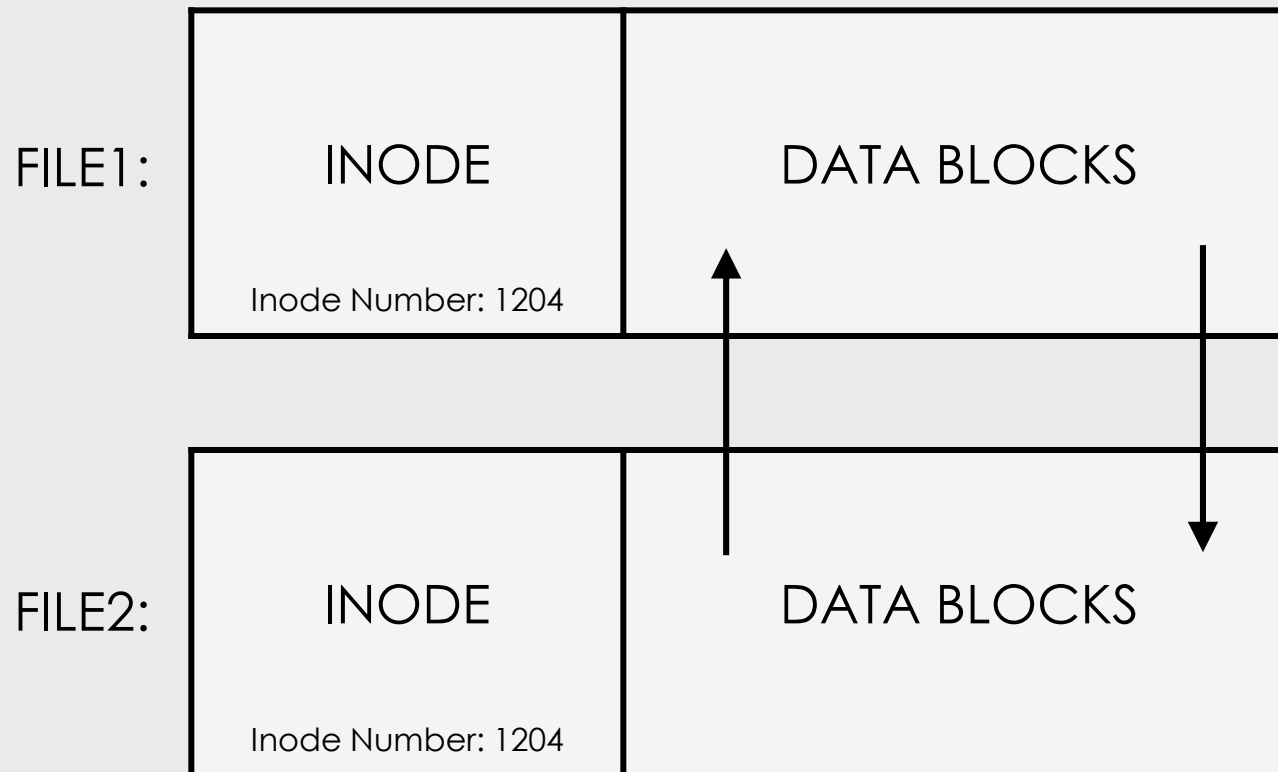 FILE1:
INODE
DATA BLOCKS
Inode Number: 1204
FILE2:
INODE
DATA BLOCKS
Inode Number: 1204